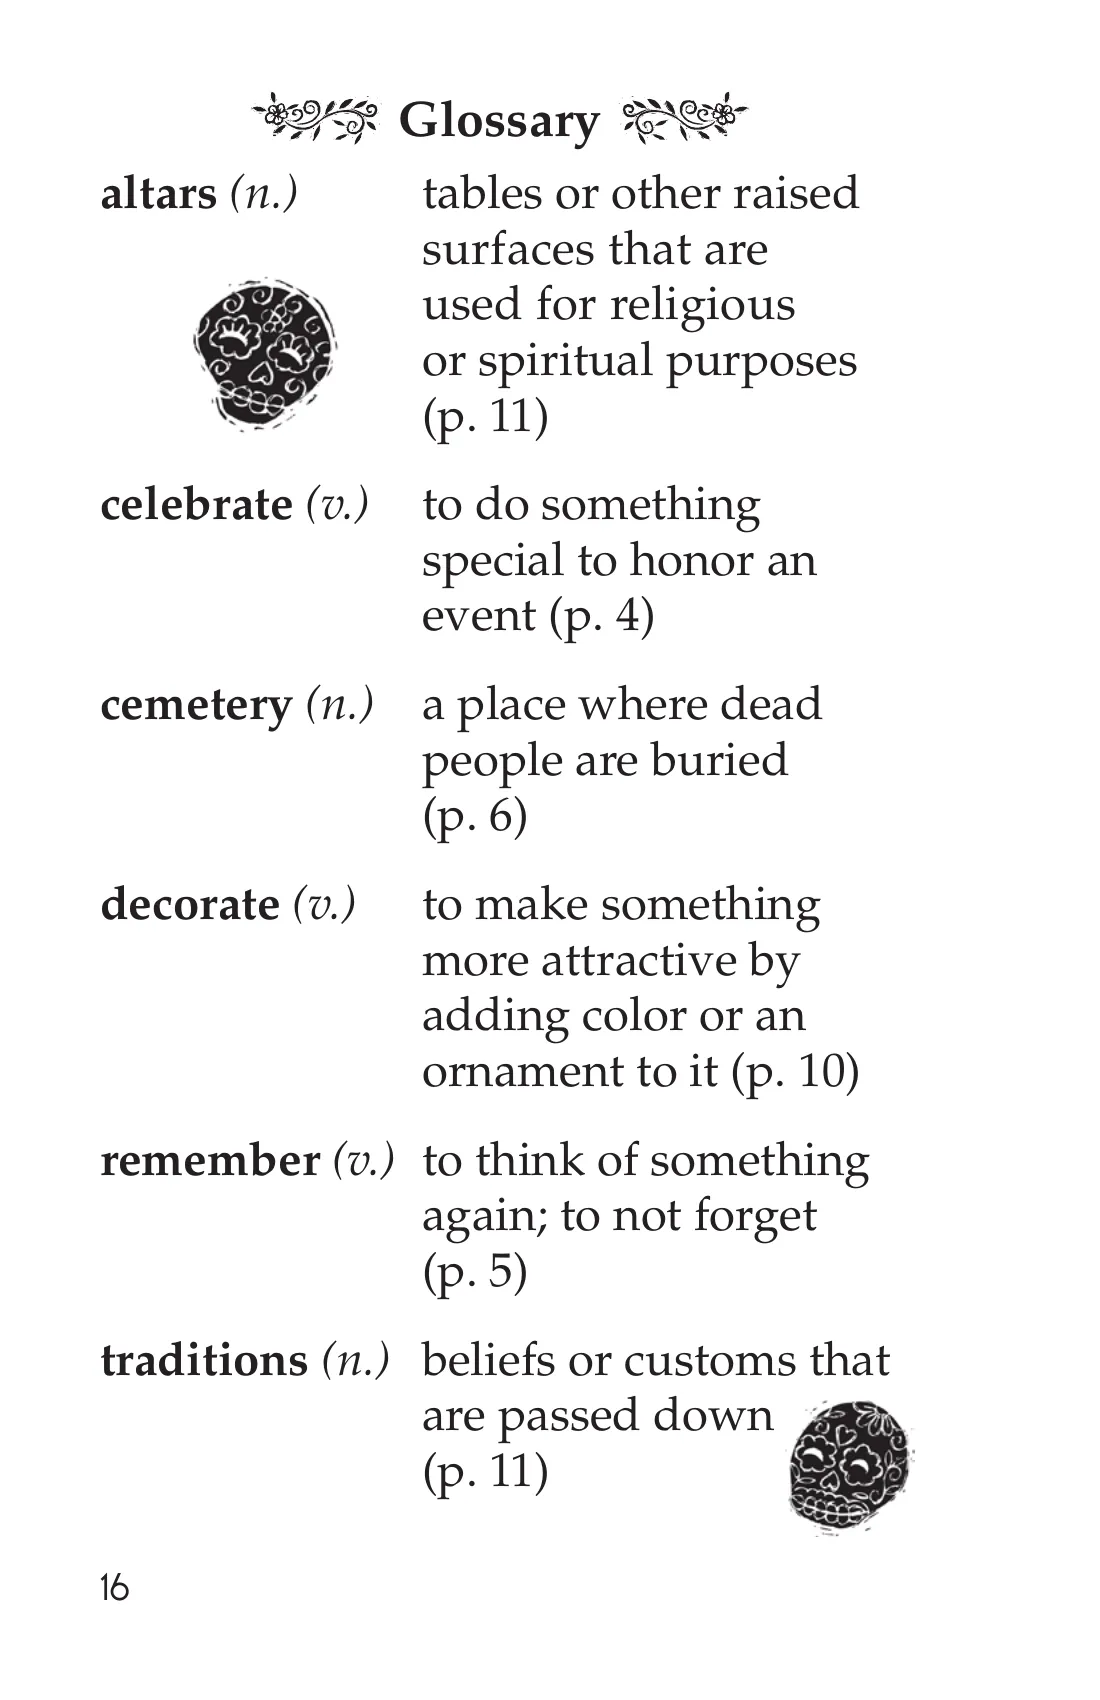 Glossary
altars (n.) tables or other raised
surfaces that are
used for religious
or spiritual purposes
(p. 11)
celebrate (v.) to do something
special to honor an
event (p. 4)
cemetery (n.) a place where dead
people are buried
(p. 6)
decorate (v.) to make something
more attractive by
adding color or an
ornament to it (p. 10)
remember (v.) to think of something
again; to not forget
(p. 5)
traditions (n.) beliefs or customs that
are passed down
(p. 11)
16